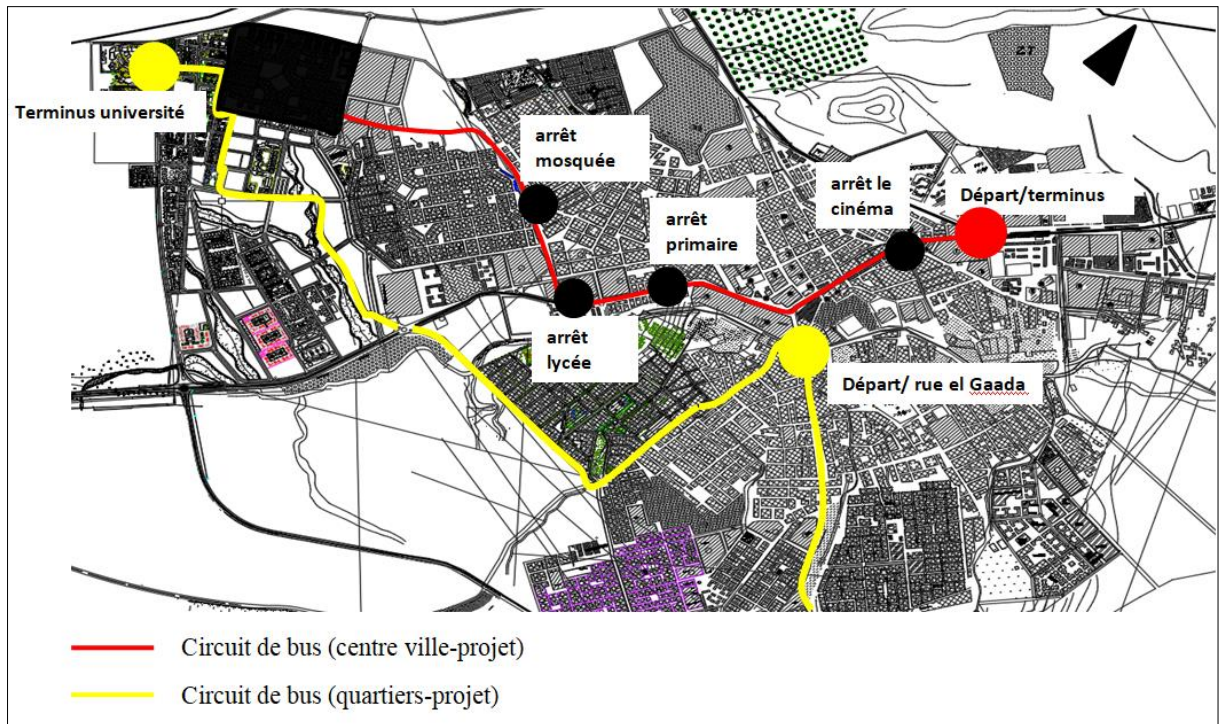 Terminus université
arrêt
mosquée
arrêt
primaire
arrêt le
cinéma
Départ/terminus
arrêt
lycée
Départ/ rue el Gaada
Z T
Circuit de bus (centre ville-projet)
Circuit de bus (quartiers-projet)